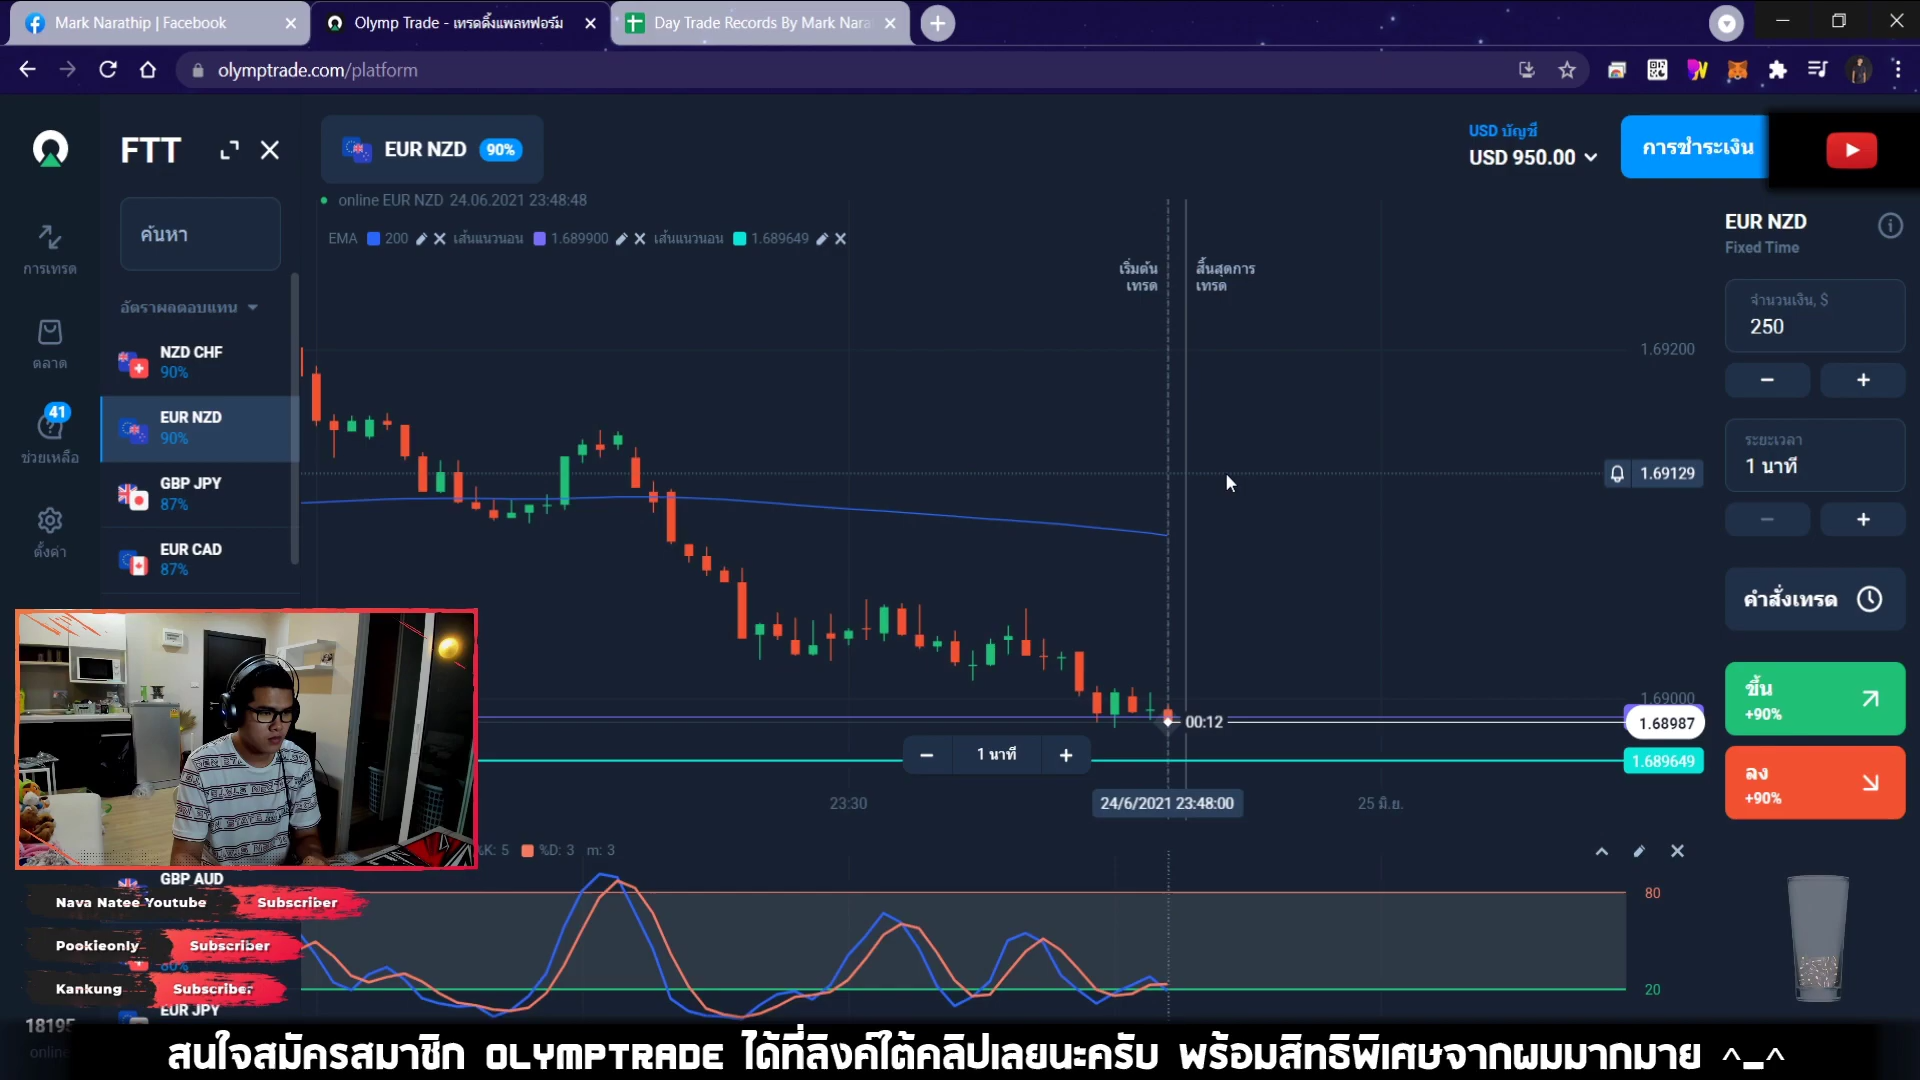 Mark Narathip | Facebook
Olymp Trade - เทรดดิ้งแพลทฟอร์ม
Day Trade Records By Mark Nara
olymptrade.com/platform
FTT
EUR NZD 90%
USD บัญชี
USD 950.00
การชำระเงิน
online EUR NZD 24.06.2021 23:48:48
EMA 200 เส้นแนวนอน 1.689900 เส้นแนวนอน 1.689649
ค้นหา
การเทรด
อัตราผลตอบแทน
NZD CHF
90%
ตลาด
EUR NZD
90%
41
ช่วยเหลือ
GBP JPY
87%
ตั้งค่า
EUR CAD
87%
เริ่มต้น
เทรด
สิ้นสุดการ
เทรด
1.69200
1.69129
1.69000
1.68987
1.689649
00:12
1 นาที
23:30
24/6/2021 23:48:00
25 มิ.ย.
EUR NZD
Fixed Time
จำนวนเงิน, $
250
ระยะเวลา
1 นาที
คำสั่งเทรด
ขึ้น
+90%
ลง
+90%
%K: 5 %D: 3 m: 3
80
20
GBP AUD
Nava Natee Youtube Subscriber
Pookieonly Subscriber
80%
Kankung Subscriber
EUR JPY
18195
online
สนใจสมัครสมาชิก OLYMPTRADE ได้ที่ลิงค์ใต้คลิปเลยนะครับ พร้อมสิทธิพิเศษจากผมมากมาย ^_^